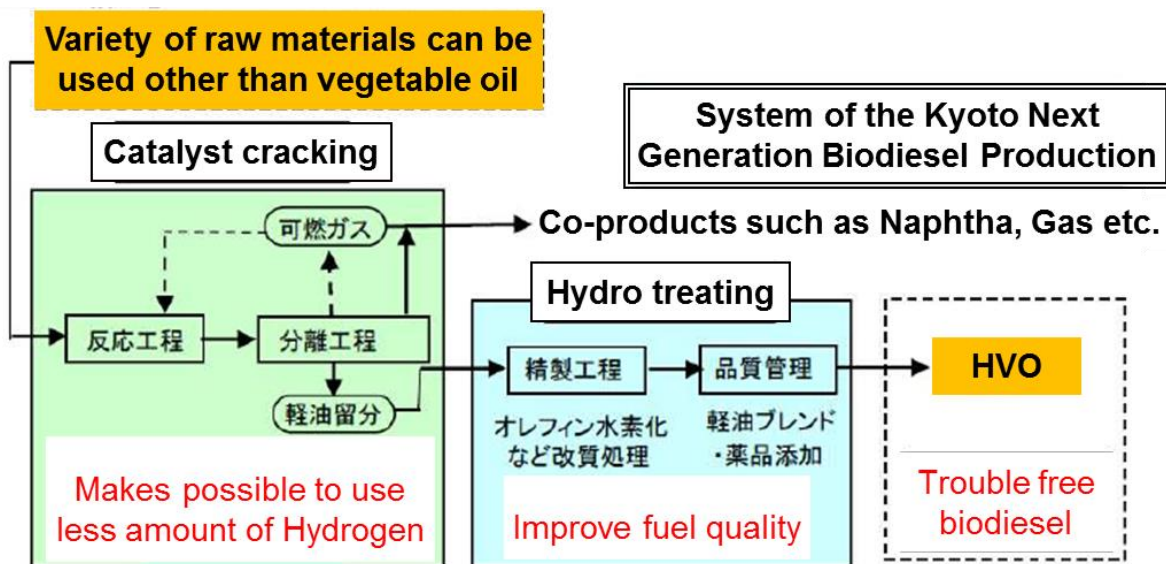 Variety of raw materials can be
used other than vegetable oil
System of the Kyoto Next
Generation Biodiesel Production
Catalyst cracking
可燃ガス
Co-products such as Naphtha, Gas etc.
Hydro treating
反応工程
分離工程
軽油留分
精製工程
品質管理
HVO
オレフィン水素化
など改質処理
軽油ブレンド
・薬品添加
Makes possible to use
less amount of Hydrogen
Improve fuel quality
Trouble free
biodiesel